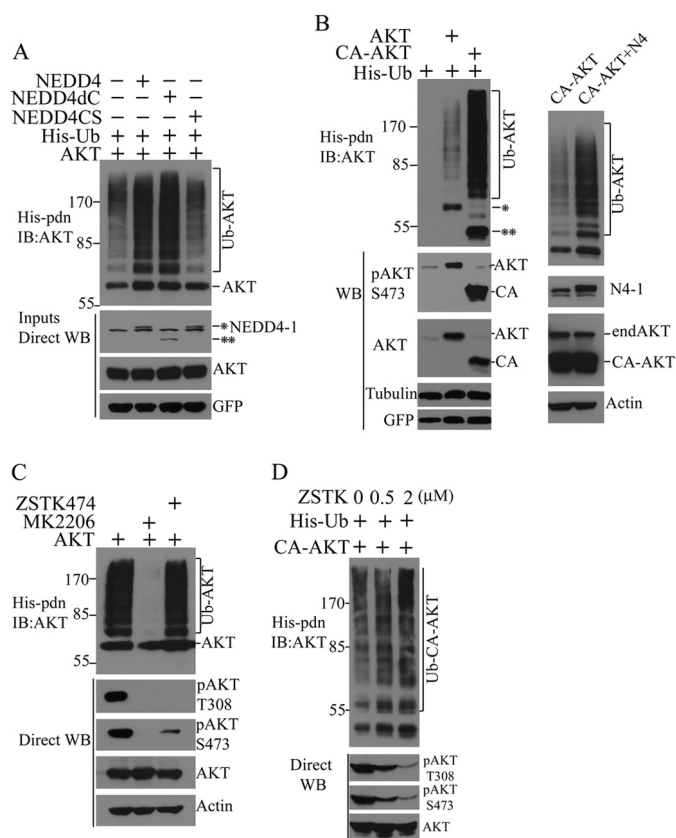 A
NEDD4 – + – –
NEDD4dC – – + –
NEDD4CS – – – +
His-Ub + + + +
AKT + + + +
170
His-pdn
IB:AKT
85
55
Ub-AKT
AKT
Inputs
Direct WB
*NEDD4-1
**
AKT
GFP
B
AKT +
CA-AKT +
His-Ub + + +
His-pdn
IB:AKT
170
85
55
Ub-AKT
*
**
WB
pAKT
S473
AKT
CA
AKT
AKT
CA
Tubulin
GFP
CA-AKT
CA-AKT+N4
Ub-AKT
N4-1
endAKT
CA-AKT
Actin
C
ZSTK474 +
MK2206 +
AKT + + +
170
His-pdn
IB:AKT
85
55
Ub-AKT
AKT
Direct WB
pAKT
T308
pAKT
S473
AKT
Actin
D
ZSTK 0 0.5 2 (μM)
His-Ub + + +
CA-AKT + + +
170
His-pdn
IB:AKT
85
55
Ub-CA-AKT
Direct
WB
pAKT
T308
pAKT
S473
AKT